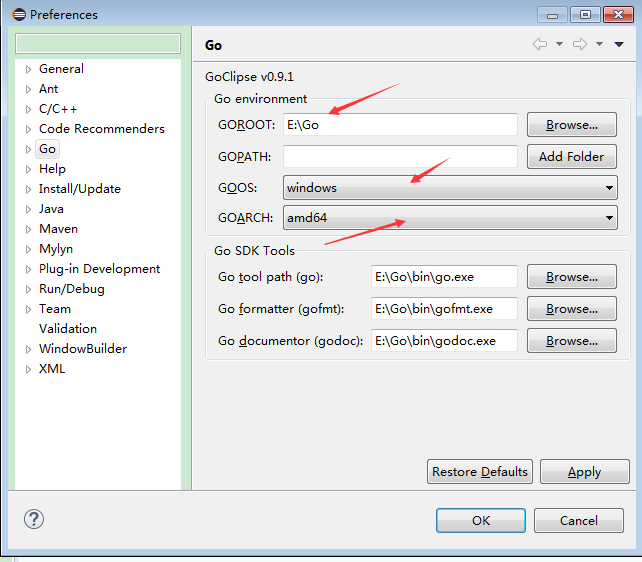 Preferences
General
Ant
C/C++
Code Recommenders
Go
Help
Install/Update
Java
Maven
Mylyn
Plug-in Development
Run/Debug
Team
Validation
WindowBuilder
XML
Go
GoClipse v0.9.1
Go environment
GOROOT: E:\Go Browse...
GOPATH: Add Folder
GOOS: windows
GOARCH: amd64
Go SDK Tools
Go tool path (go): E:\Go\bin\go.exe Browse...
Go formatter (gofmt): E:\Go\bin\gofmt.exe Browse...
Go documentor (godoc): E:\Go\bin\godoc.exe Browse...
Restore Defaults Apply
? OK Cancel